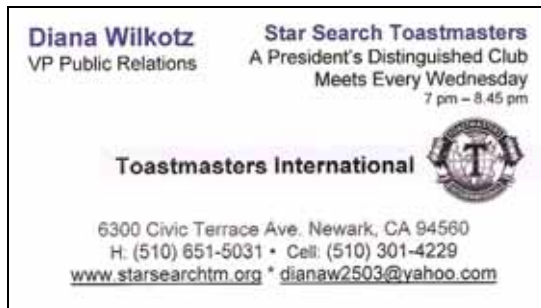 Diana Wilkotz
VP Public Relations
Star Search Toastmasters
A President's Distinguished Club
Meets Every Wednesday
7 pm – 8.45 pm
Toastmasters International
TOASTMASTERS
T
6300 Civic Terrace Ave. Newark, CA 94560
H: (510) 651-5031 • Cell: (510) 301-4229
www.starsearchtm.org * dianaw2503@yahoo.com